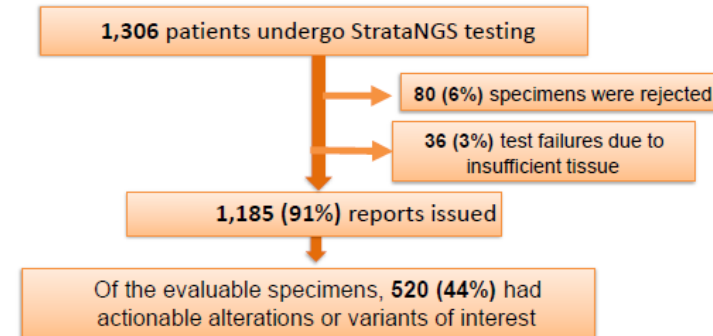 1,306 patients undergo StrataNGS testing
80 (6%) specimens were rejected
36 (3%) test failures due to
insufficient tissue
1,185 (91%) reports issued
Of the evaluable specimens, 520 (44%) had
actionable alterations or variants of interest